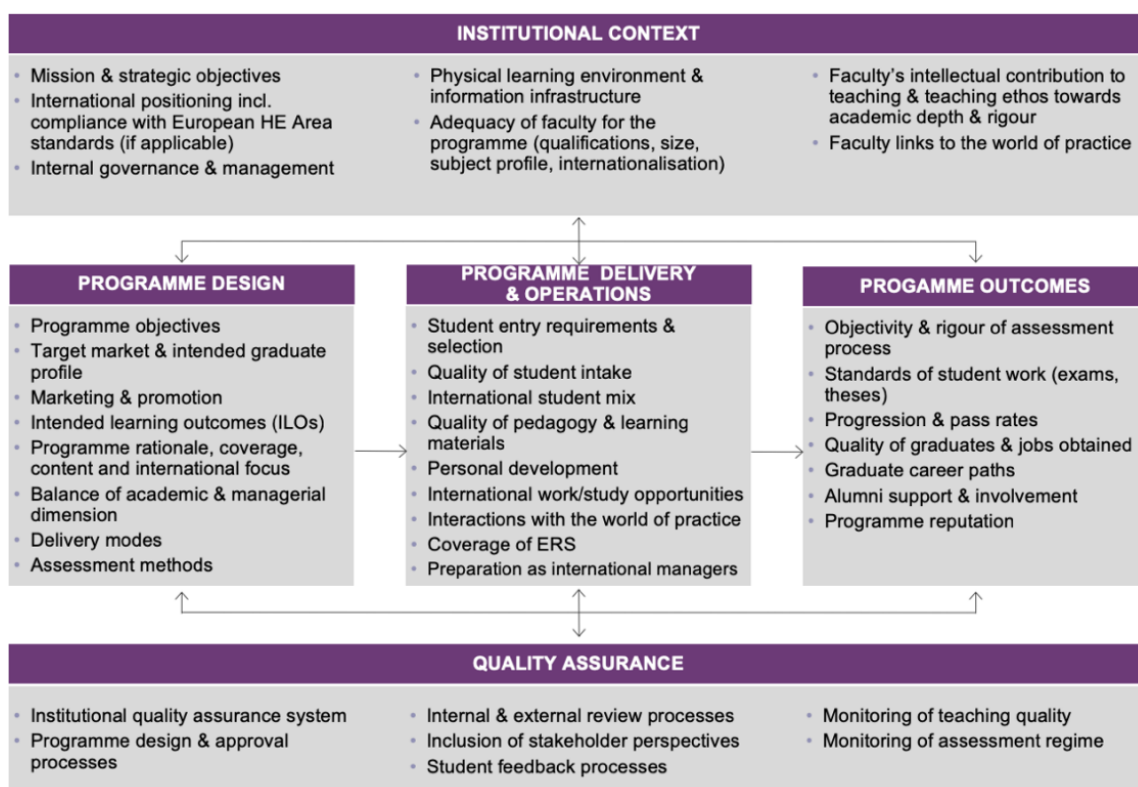 INSTITUTIONAL CONTEXT
• Mission & strategic objectives
• International positioning incl.
compliance with European HE Area
standards (if applicable)
• Internal governance & management
• Physical learning environment &
information infrastructure
• Adequacy of faculty for the
programme (qualifications, size,
subject profile, internationalisation)
• Faculty's intellectual contribution to
teaching & teaching ethos towards
academic depth & rigour
• Faculty links to the world of practice
PROGRAMME DESIGN
• Programme objectives
• Target market & intended graduate
profile
• Marketing & promotion
• Intended learning outcomes (ILOs)
• Programme rationale, coverage,
content and international focus
• Balance of academic & managerial
dimension
• Delivery modes
• Assessment methods
PROGRAMME DELIVERY
& OPERATIONS
• Student entry requirements &
selection
• Quality of student intake
• International student mix
• Quality of pedagogy & learning
materials
• Personal development
• International work/study opportunities
• Interactions with the world of practice
• Coverage of ERS
• Preparation as international managers
PROGAMME OUTCOMES
• Objectivity & rigour of assessment
process
• Standards of student work (exams,
theses)
• Progression & pass rates
• Quality of graduates & jobs obtained
• Graduate career paths
• Alumni support & involvement
• Programme reputation
QUALITY ASSURANCE
• Institutional quality assurance system
• Programme design & approval
processes
• Internal & external review processes
• Inclusion of stakeholder perspectives
• Student feedback processes
• Monitoring of teaching quality
• Monitoring of assessment regime